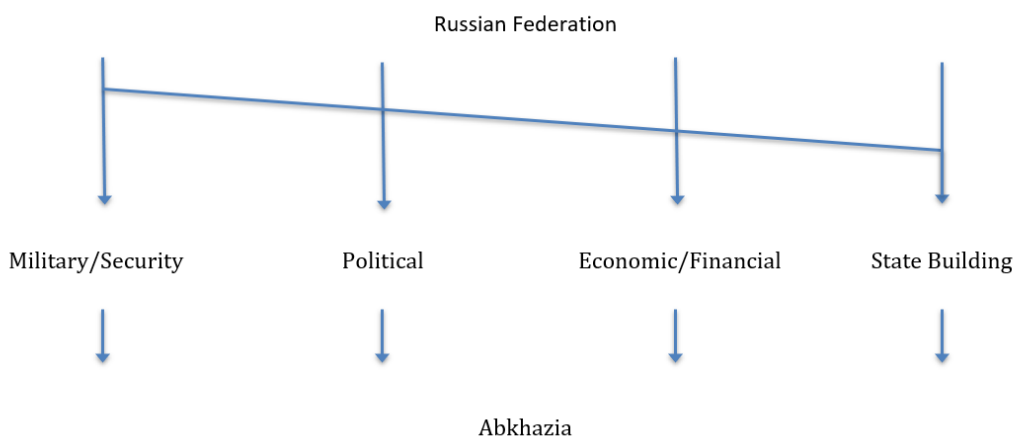 Russian Federation
Military/Security Political Economic/Financial State Building
Abkhazia